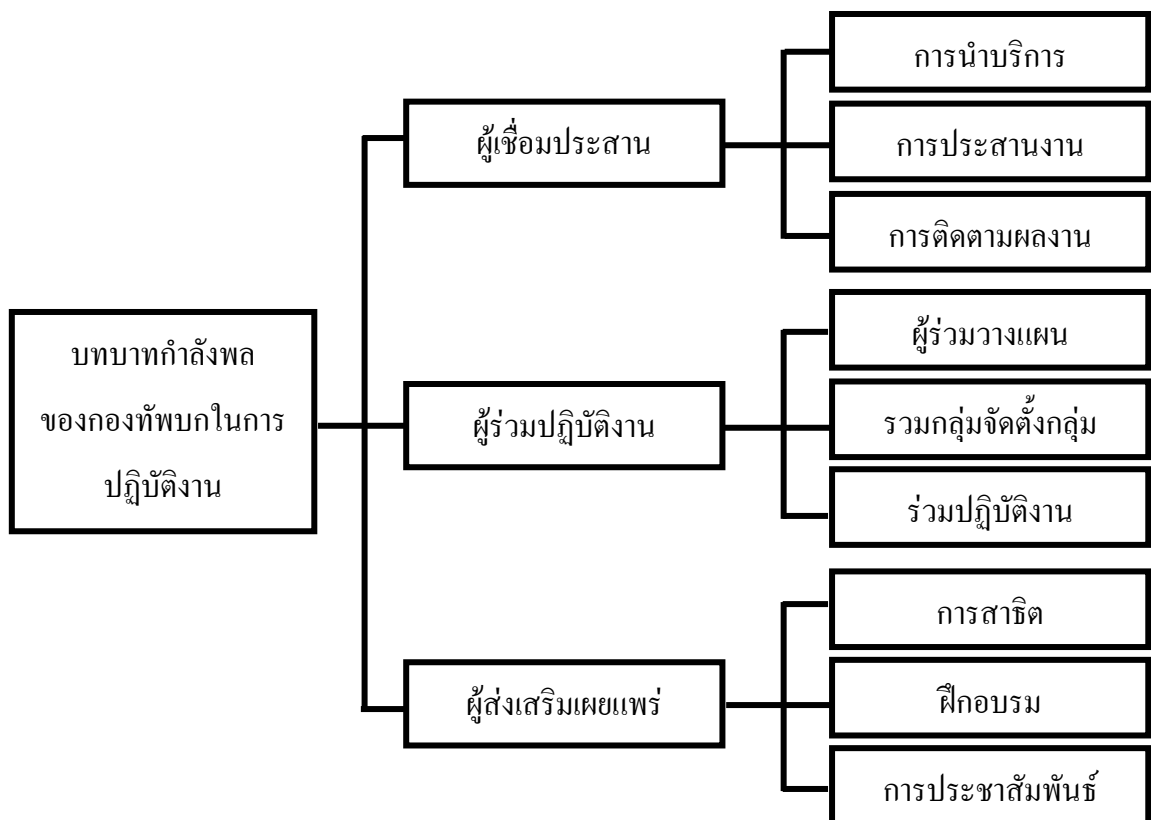 บทบาทกำลังพล
ของกองทัพบกในการ
ปฏิบัติงาน
ผู้เชื่อมประสาน
การนำบริการ
การประสานงาน
การติดตามผลงาน
ผู้ร่วมปฏิบัติงาน
ผู้ร่วมวางแผน
รวมกลุ่มจัดตั้งกลุ่ม
ร่วมปฏิบัติงาน
ผู้ส่งเสริมเผยแพร่
การสาธิต
ฝึกอบรม
การประชาสัมพันธ์